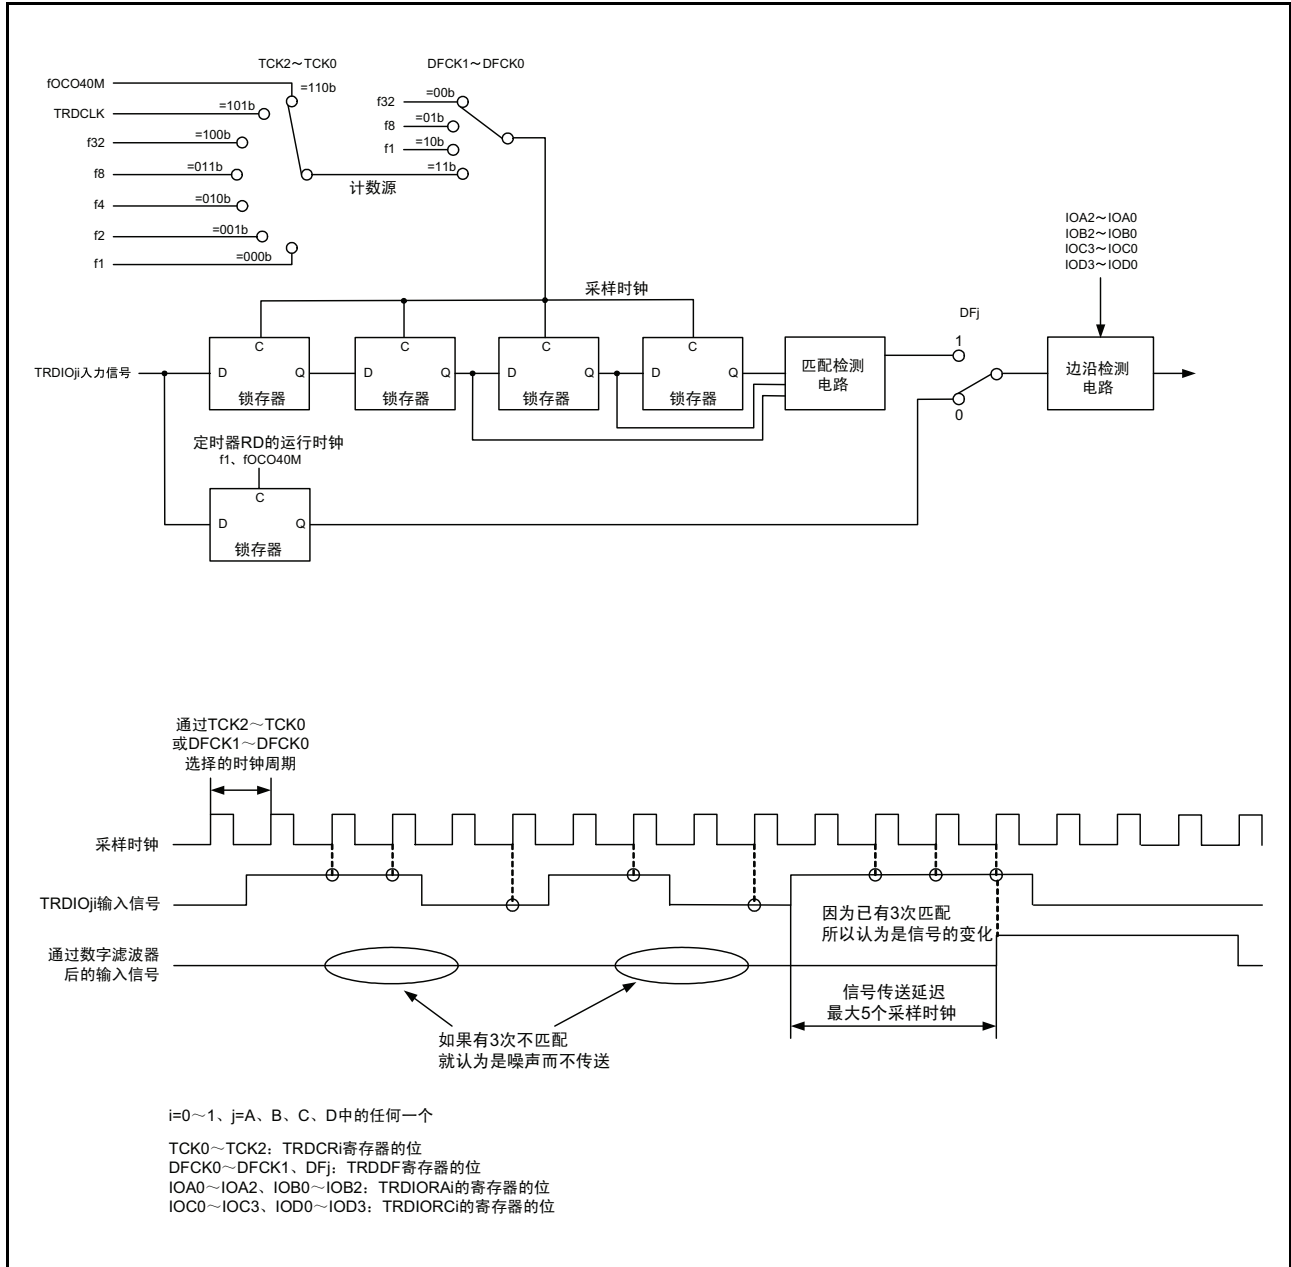 TCK2～TCK0
DFCK1～DFCK0
fOCO40M
=110b
TRDCLK
=101b
f32
=100b
f8
=011b
f4
=010b
f2
=001b
f1
=000b
计数源
f32
=00b
f8
=01b
f1
=10b
=11b
IOA2～IOA0
IOB2～IOB0
IOC3～IOC0
IOD3～IOD0
采样时钟
DFj
1
0
TRDIOji入力信号
C
D
Q
锁存器
C
D
Q
锁存器
C
D
Q
锁存器
C
D
Q
锁存器
匹配检测
电路
边沿检测
电路
定时器RD的运行时钟
f1、fOCO40M
C
D
Q
锁存器
通过TCK2～TCK0
或DFCK1～DFCK0
选择的时钟周期
采样时钟
TRDIOji输入信号
因为已有3次匹配
所以认为是信号的变化
通过数字滤波器
后的输入信号
信号传送延迟
最大5个采样时钟
如果有3次不匹配
就认为是噪声而不传送
i=0～1、j=A、B、C、D中的任何一个
TCK0～TCK2：TRDCRi寄存器的位
DFCK0～DFCK1、DFj：TRDDF寄存器的位
IOA0～IOA2、IOB0～IOB2：TRDIORAi的寄存器的位
IOC0～IOC3、IOD0～IOD3：TRDIORCi的寄存器的位